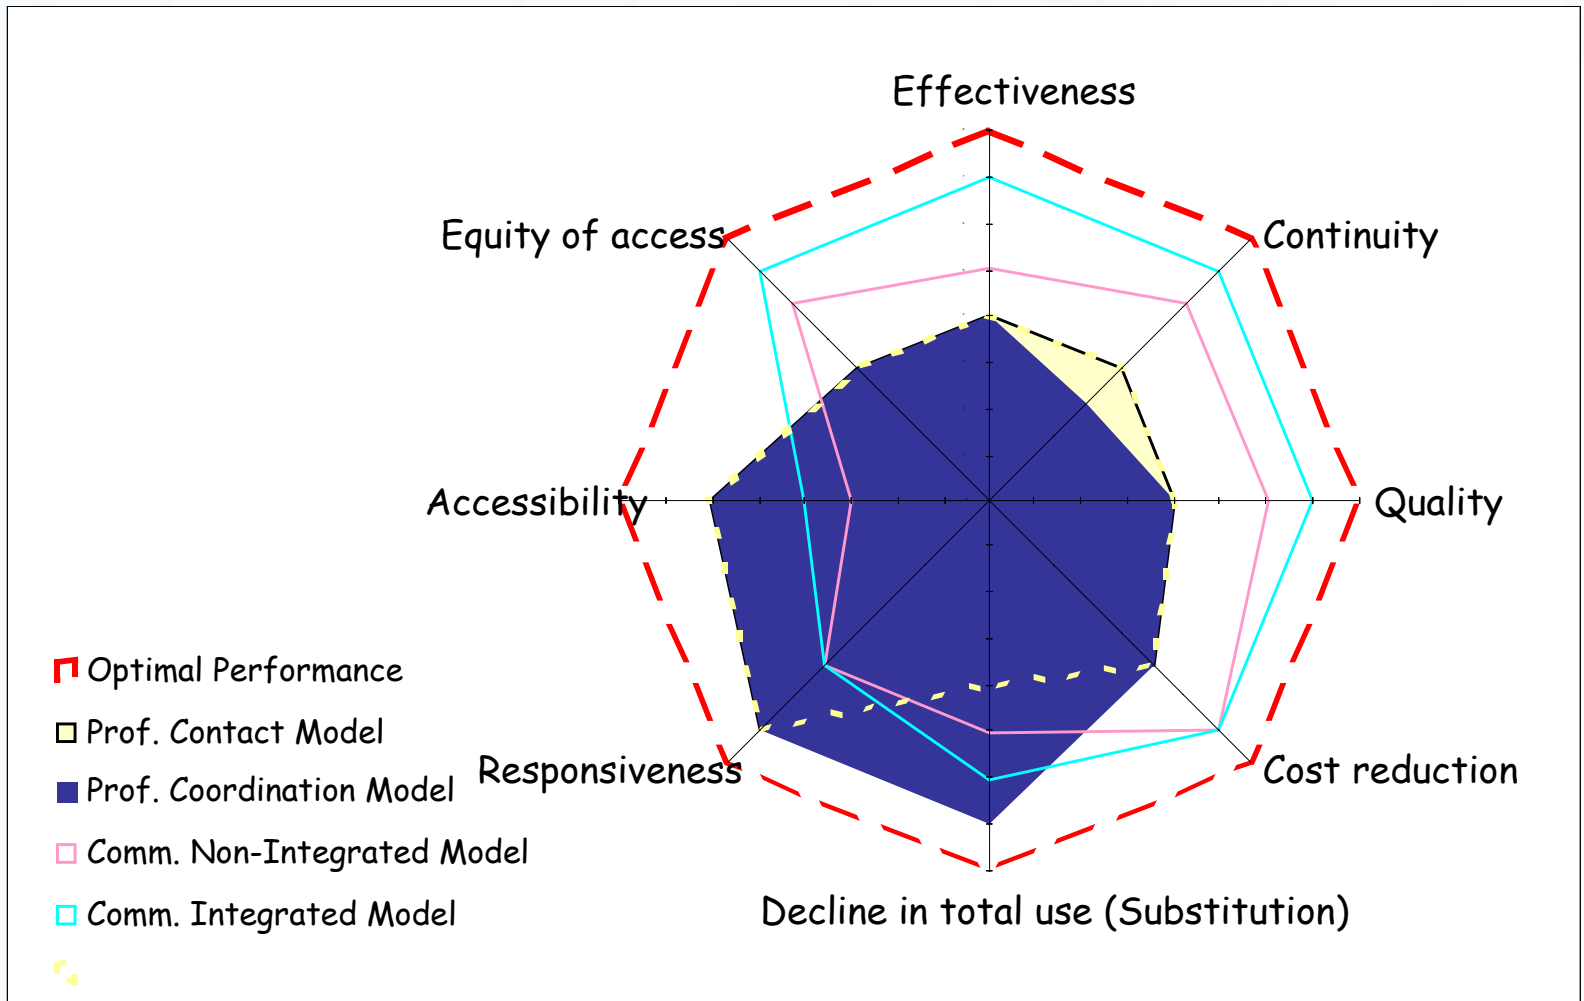 Effectiveness
Equity of access
Continuity
Accessibility
Quality
Optimal Performance
Prof. Contact Model
Responsiveness
Cost reduction
Prof. Coordination Model
Comm. Non-Integrated Model
Comm. Integrated Model
Decline in total use (Substitution)